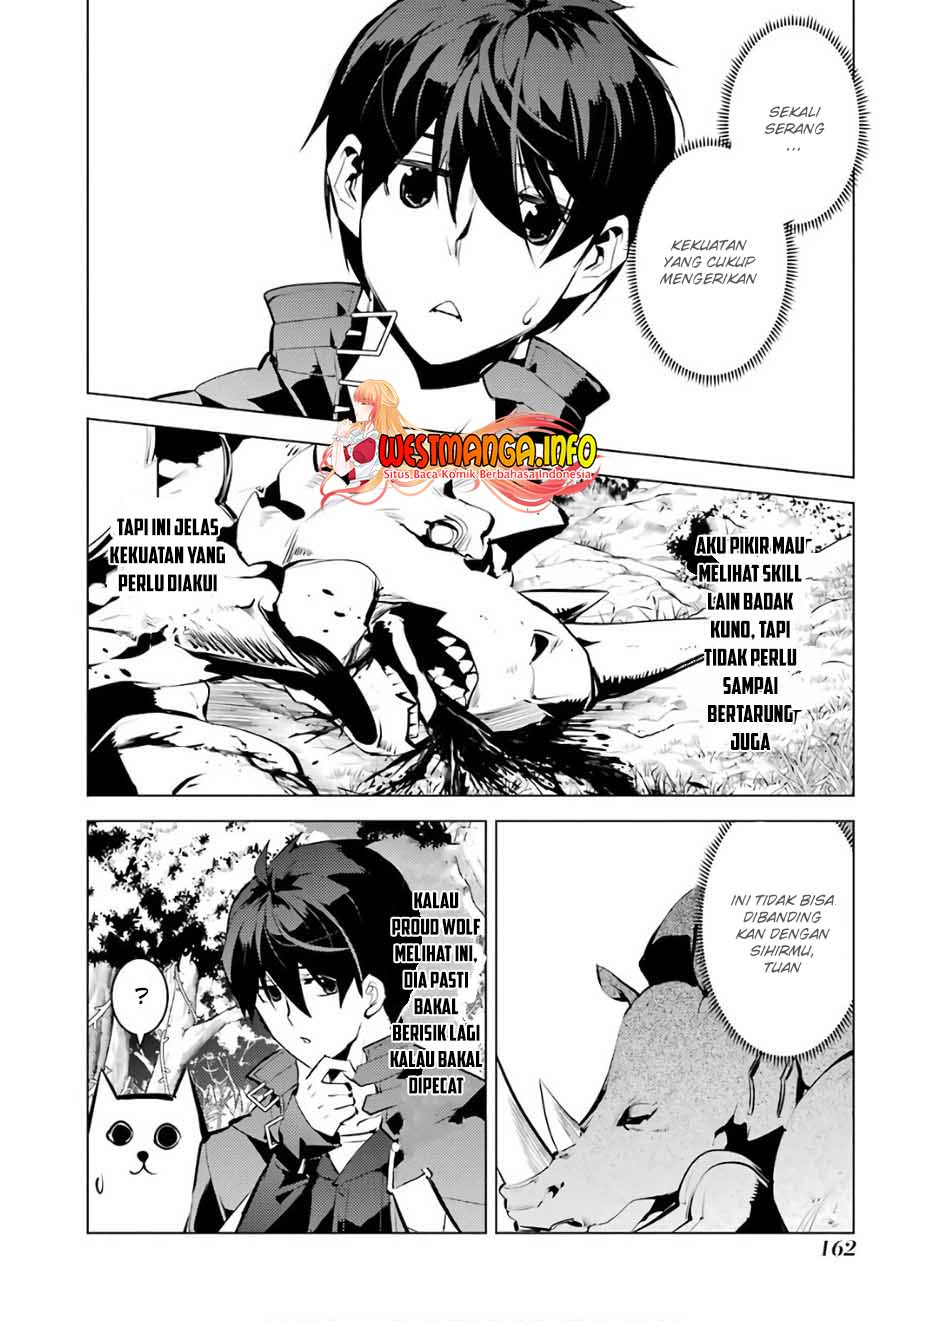 SEKALI
SERANG
...
KEKUATAN
YANG CUKUP
MENGERIKAN
WESTMANGA.INFO
Situs Baca Komik Berbahasa Indonesia
AKU PIKIR MAU
MELIHAT SKILL
LAIN BADAK
KUNO, TAPI
TIDAK PERLU
SAMPAI
BERTARUNG
JUGA
TAPI INI JELAS
KEKUATAN YANG
PERLU DIAKUI
INI TIDAK BISA
DIBANDING
KAN DENGAN
SIHIRMU,
TUAN
KALAU
PROUD WOLF
MELIHAT INI,
DIA PASTI
BAKAL
BERISIK LAGI
KALAU BAKAL
DIPECAT
?
162